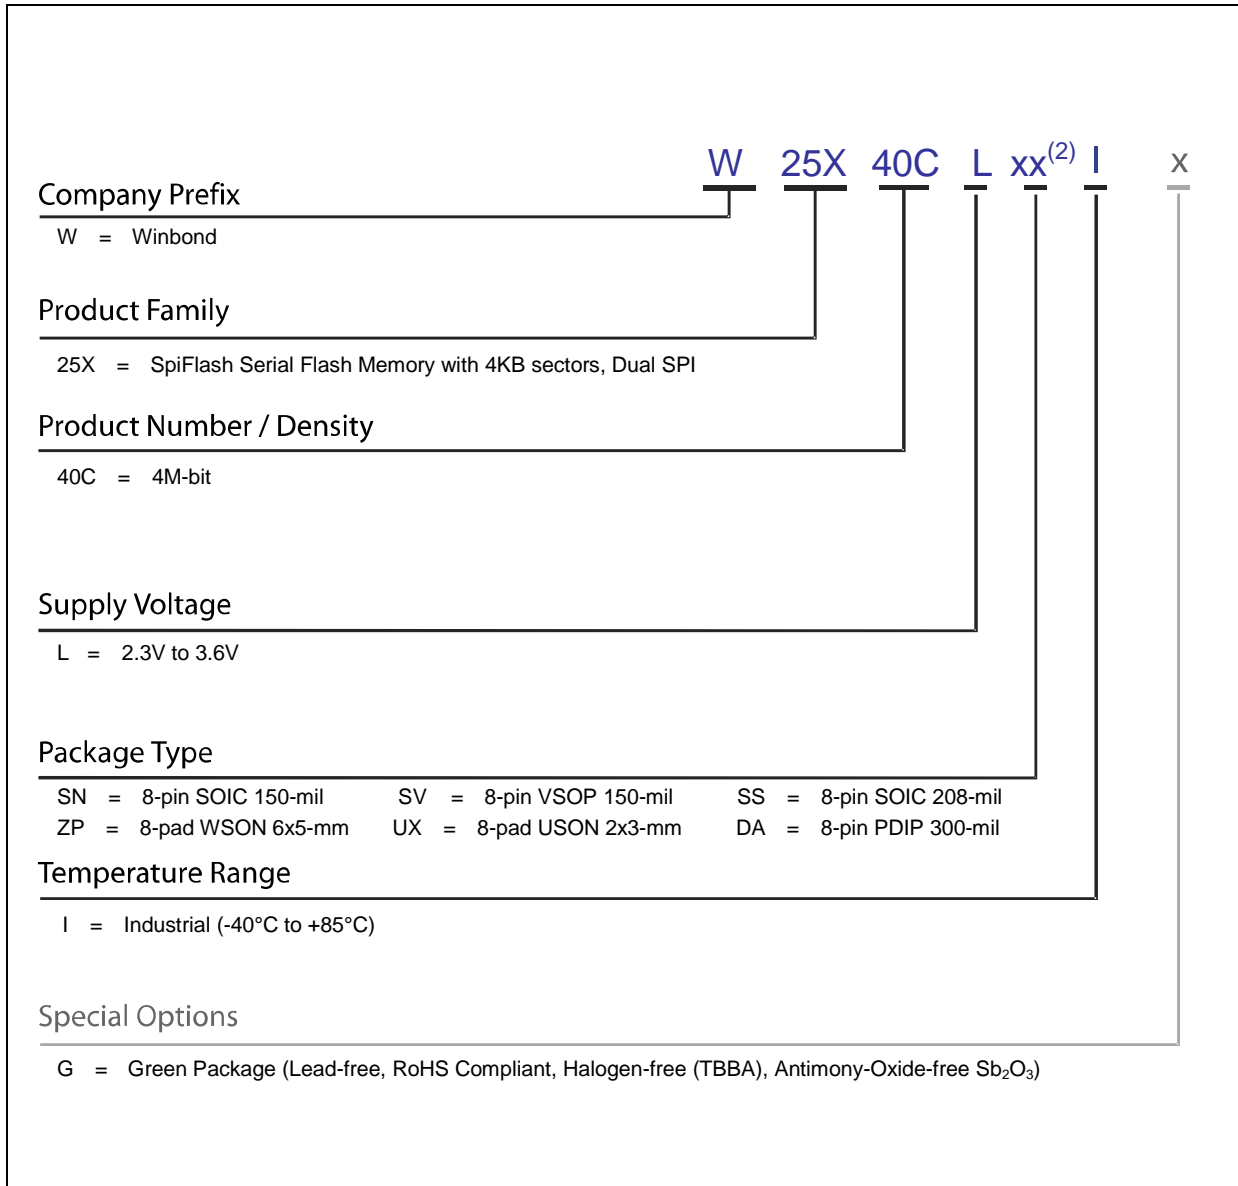 W 25X 40C L xx(2) I x
Company Prefix
W = Winbond
Product Family
25X = SpiFlash Serial Flash Memory with 4KB sectors, Dual SPI
Product Number / Density
40C = 4M-bit
Supply Voltage
L = 2.3V to 3.6V
Package Type
SN = 8-pin SOIC 150-mil SV = 8-pin VSOP 150-mil SS = 8-pin SOIC 208-mil
ZP = 8-pad WSON 6x5-mm UX = 8-pad USON 2x3-mm DA = 8-pin PDIP 300-mil
Temperature Range
I = Industrial (-40°C to +85°C)
Special Options
G = Green Package (Lead-free, RoHS Compliant, Halogen-free (TBBA), Antimony-Oxide-free Sb₂O₃)